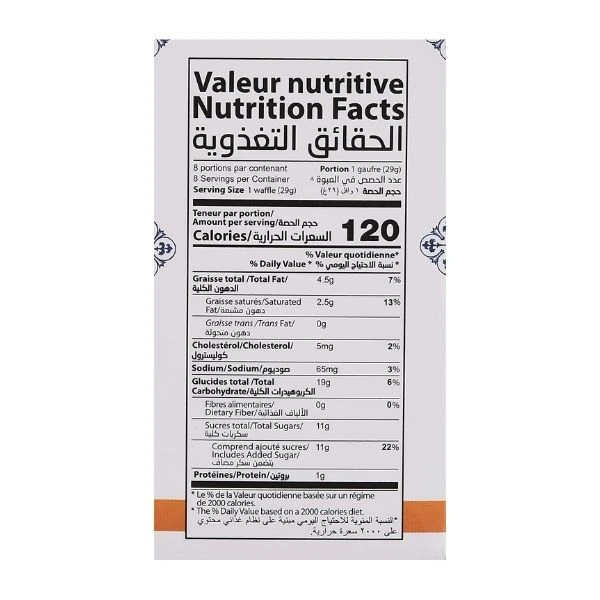 Valeur nutritive
Nutrition Facts
الحقائق التغذوية
8 portions par contenant
8 Servings per Container
Serving Size 1 waffle (29g)
Portion 1 gaufre (29g)
عدد الحصص في العبوة ٨
حجم الحصة ١ وافل (٢٩غ)
Teneur par portion/
Amount per serving/حجم الحصة
Calories/السعرات الحرارية 120
% Valeur quotidienne*
% Daily Value * % نسبة الاحتياج اليومي *
Graisse total /Total Fat/ 4.5g 7%
الدهون الكلية
Graisse saturés/Saturated 2.5g 13%
Fat/دهون مشبعة
Graisse trans /Trans Fat/ 0g
دهون متحولة
Cholestérol/Cholesterol/ 5mg 2%
كوليسترول
Sodium/Sodium/صوديوم 65mg 3%
Glucides total /Total 19g 6%
Carbohydrate/الكربوهيدرات الكلية
Fibres alimentaires/ 0g 0%
Dietary Fiber/الألياف الغذائية
Sucres total/Total Sugars/ 11g
سكريات كلية
Comprend ajouté sucres/ 11g 22%
Includes Added Sugar/
يتضمن سكر مضاف
Protéines/Protein/بروتين 1g
* Le % de la Valeur quotidienne basée sur un régime
de 2000 calories.
* The % Daily Value based on a 2000 calories diet.
*النسبة المئوية للاحتياج اليومي مبنية على نظام غذائي محتوي
على ٢٠٠٠ سعرة حرارية.